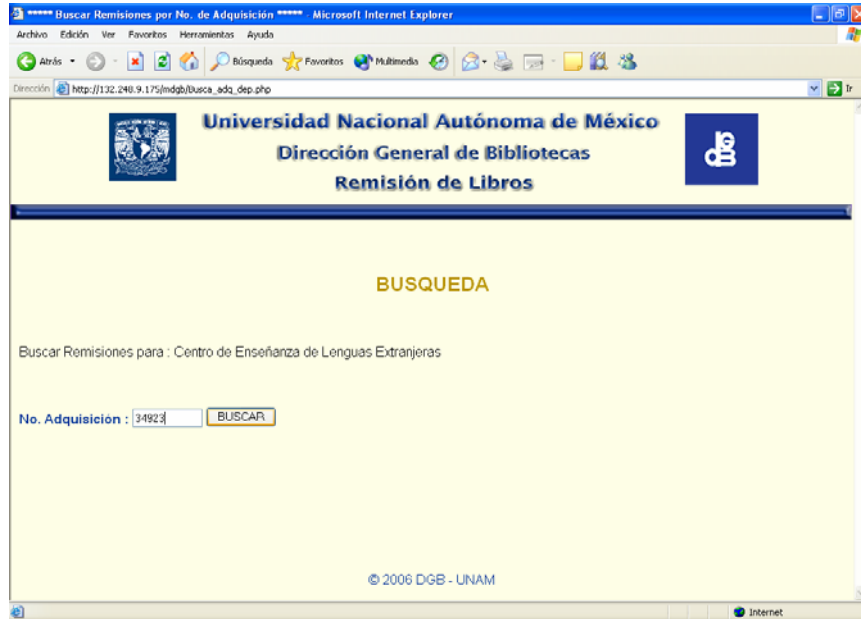 ***** Buscar Remisiones por No. de Adquisición ***** - Microsoft Internet Explorer
Archivo Edición Ver Favoritos Herramientas Ayuda
Atrás Búsqueda Favoritos Multimedia
Dirección http://132.248.9.175/mdgb/Busca_adq_dep.php Ir
Universidad Nacional Autónoma de México
Dirección General de Bibliotecas
Remisión de Libros
BUSQUEDA
Buscar Remisiones para : Centro de Enseñanza de Lenguas Extranjeras
No. Adquisición : 34923 BUSCAR
© 2006 DGB - UNAM
Internet